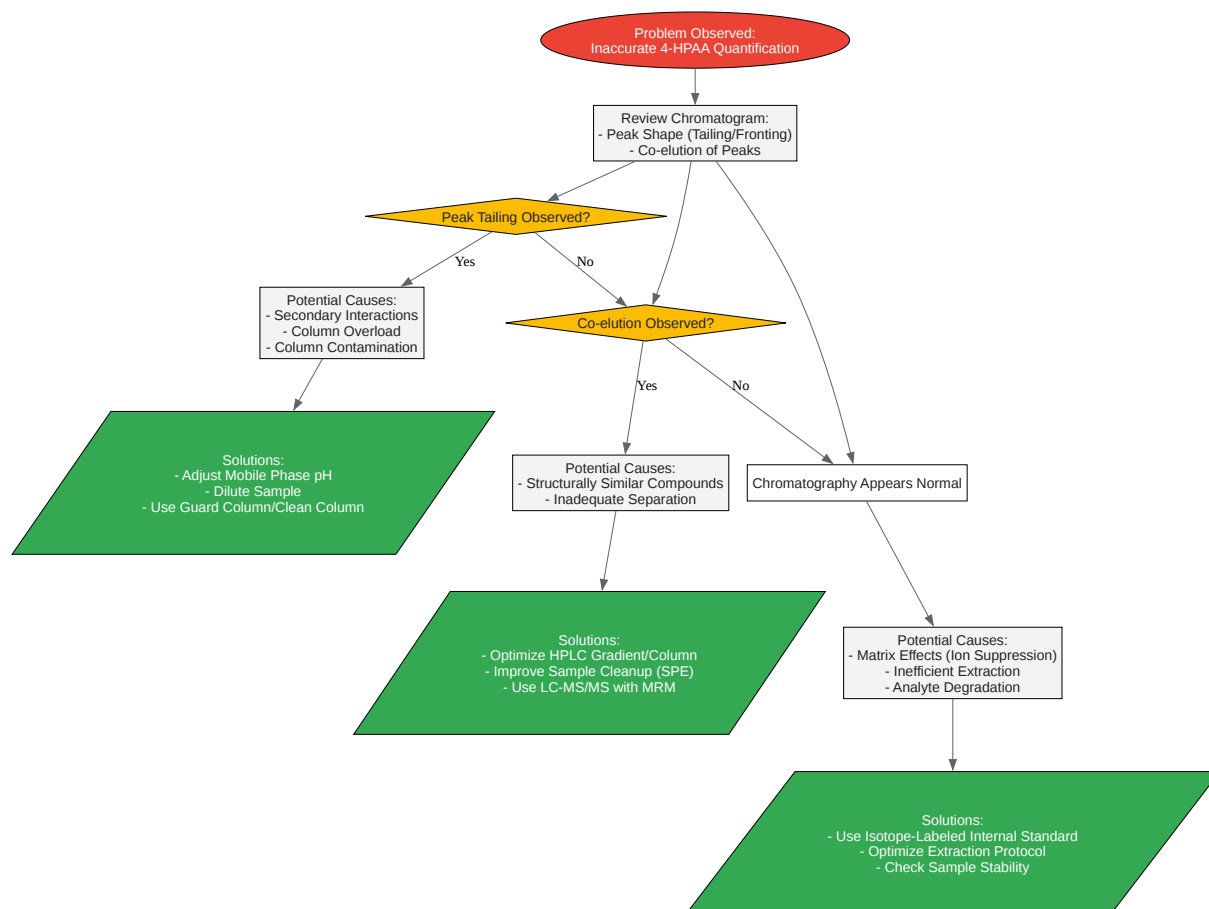 Problem Observed:
Inaccurate 4-HPAA Quantification
Review Chromatogram:
- Peak Shape (Tailing/Fronting)
- Co-elution of Peaks
Peak Tailing Observed?
Yes
No
Potential Causes:
- Secondary Interactions
- Column Overload
- Column Contamination
Co-elution Observed?
Yes
No
Solutions:
- Adjust Mobile Phase pH
- Dilute Sample
- Use Guard Column/Clean Column
Potential Causes:
- Structurally Similar Compounds
- Inadequate Separation
Chromatography Appears Normal
Solutions:
- Optimize HPLC Gradient/Column
- Improve Sample Cleanup (SPE)
- Use LC-MS/MS with MRM
Potential Causes:
- Matrix Effects (Ion Suppression)
- Inefficient Extraction
- Analyte Degradation
Solutions:
- Use Isotope-Labeled Internal Standard
- Optimize Extraction Protocol
- Check Sample Stability